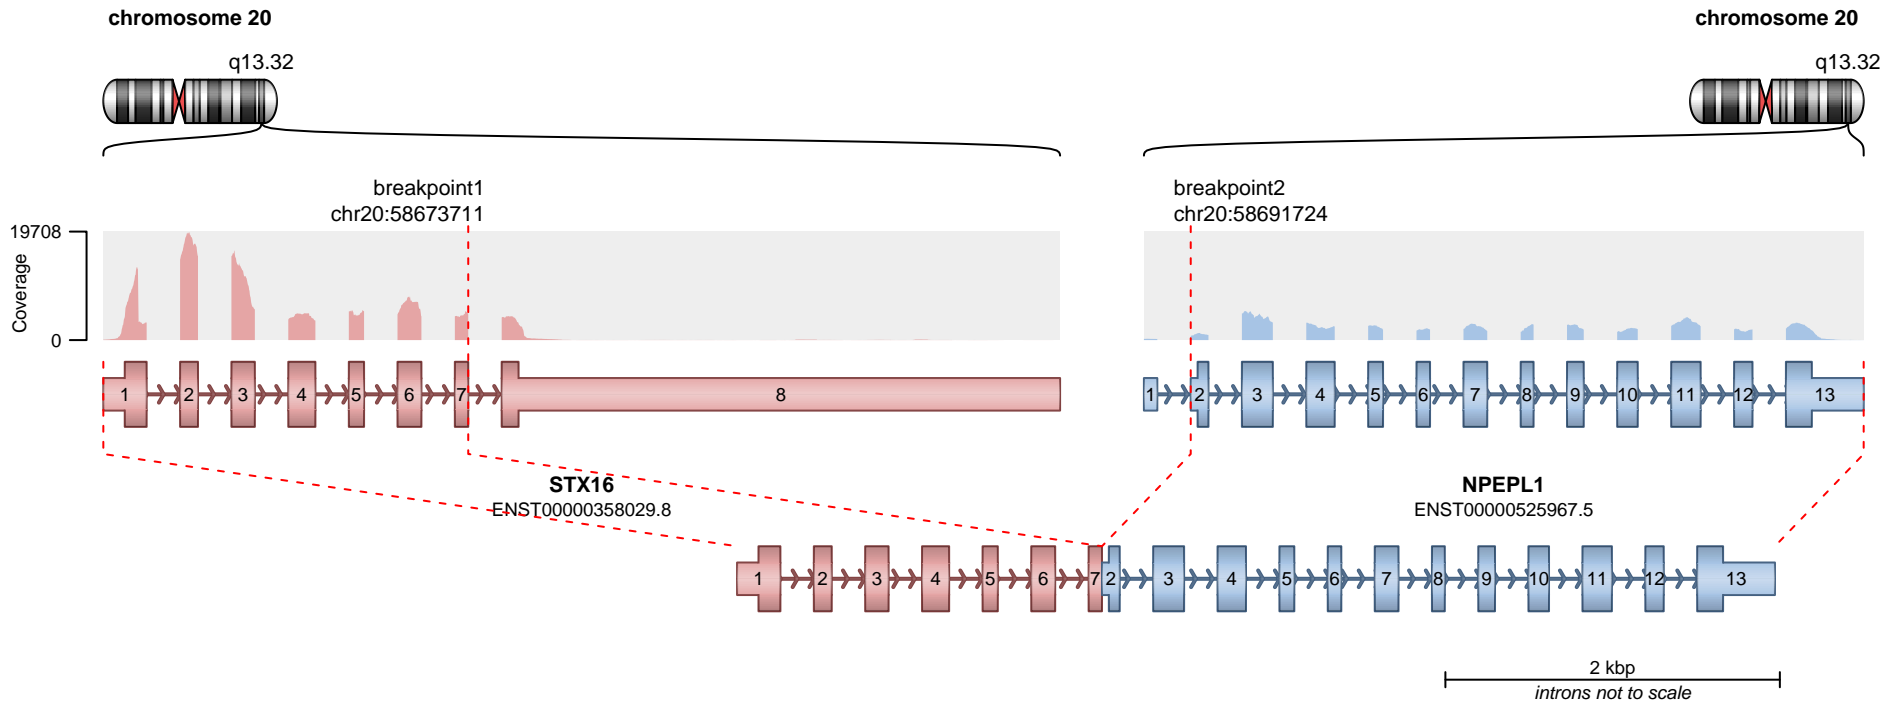 chromosome 20
chromosome 20
q13.32
q13.32
breakpoint1
chr20:58673711
breakpoint2
chr20:58691724
19708
Coverage
0
1 2 3 4 5 6 7 8
1 2 3 4 5 6 7 8 9 10 11 12 13
STX16
ENST00000358029.8
NPEPL1
ENST00000525967.5
1 2 3 4 5 6 7 2 3 4 5 6 7 8 9 10 11 12 13
2 kbp
introns not to scale